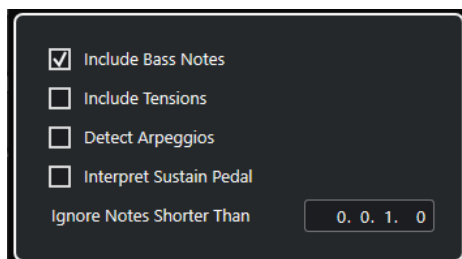 Include Bass Notes
Include Tensions
Detect Arpeggios
Interpret Sustain Pedal
Ignore Notes Shorter Than 0. 0. 1. 0